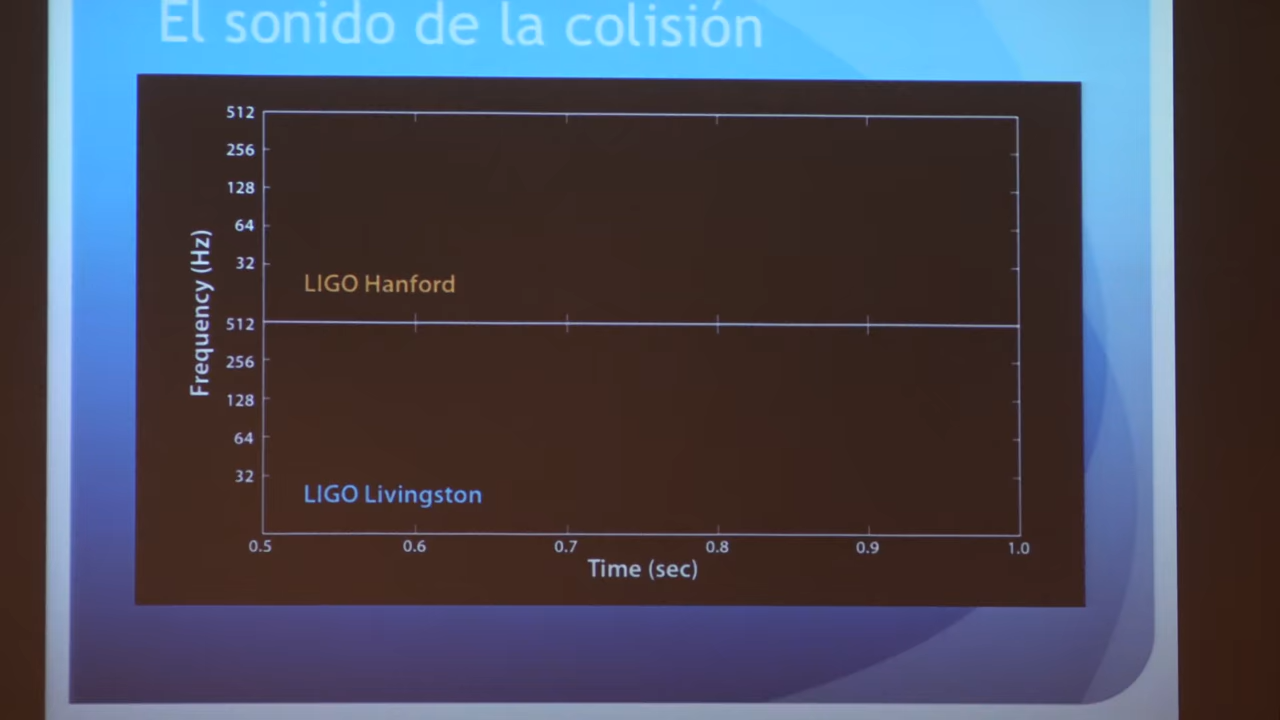 El sonido de la colisión
512
256
128
64
32
LIGO Hanford
Frequency (Hz)
512
256
128
64
32
LIGO Livingston
0.5 0.6 0.7 0.8 0.9 1.0
Time (sec)